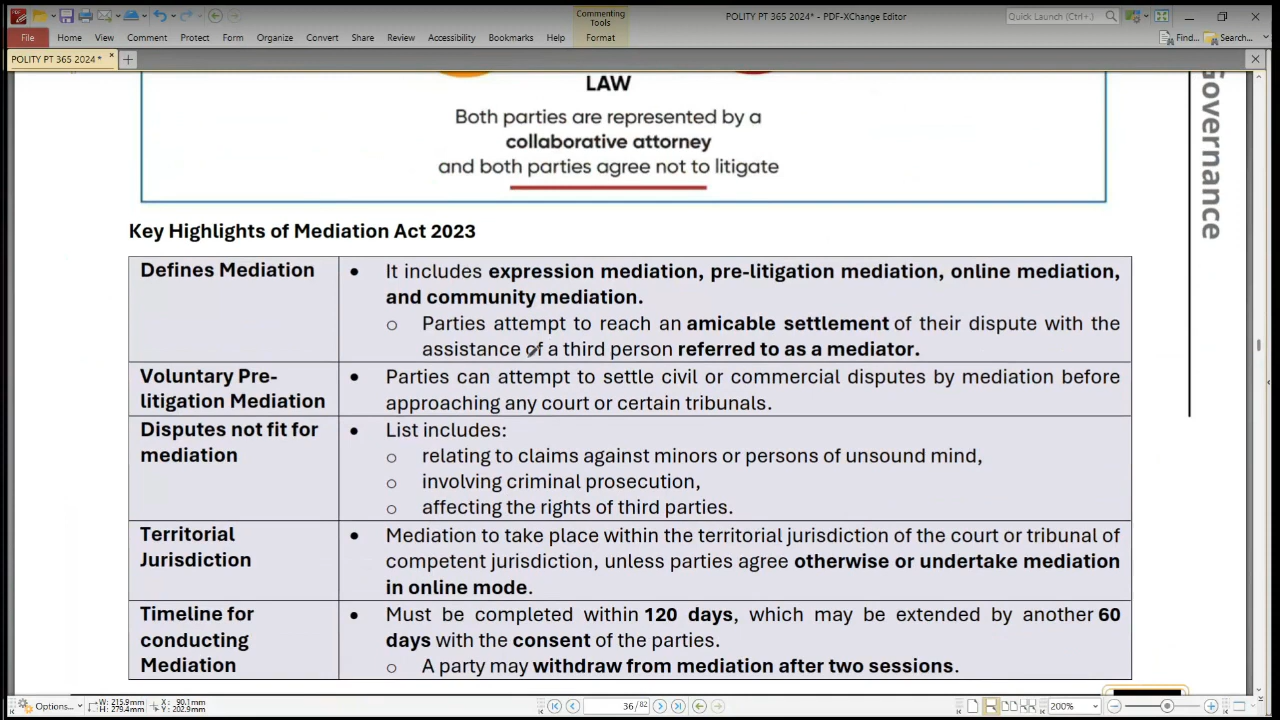 Commenting Tools
POLITY PT 365 2024* - PDF-XChange Editor
Quick Launch (Ctrl+.)
File Home View Comment Protect Form Organize Convert Share Review Accessibility Bookmarks Help Format
Find... Search...
POLITY PT 365 2024 *
LAW
Both parties are represented by a
collaborative attorney
and both parties agree not to litigate
Governance
Key Highlights of Mediation Act 2023
Defines Mediation
• It includes expression mediation, pre-litigation mediation, online mediation,
and community mediation.
o Parties attempt to reach an amicable settlement of their dispute with the
assistance of a third person referred to as a mediator.
Voluntary Pre-
litigation Mediation
• Parties can attempt to settle civil or commercial disputes by mediation before
approaching any court or certain tribunals.
Disputes not fit for
mediation
• List includes:
o relating to claims against minors or persons of unsound mind,
o involving criminal prosecution,
o affecting the rights of third parties.
Territorial
Jurisdiction
• Mediation to take place within the territorial jurisdiction of the court or tribunal of
competent jurisdiction, unless parties agree otherwise or undertake mediation
in online mode.
Timeline for
conducting
Mediation
• Must be completed within 120 days, which may be extended by another 60
days with the consent of the parties.
o A party may withdraw from mediation after two sessions.
Options...
W: 215.9mm
H: 279.4mm
X: 90.1mm
Y: 202.9mm
36 / 82
200%